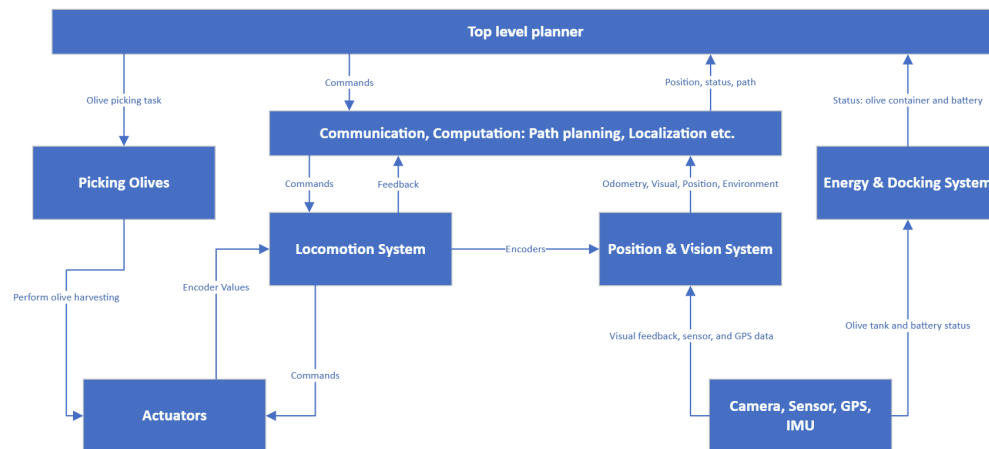 Top level planner
Commands
Position, status, path
Olive picking task
Status: olive container and battery
Communication, Computation: Path planning, Localization etc.
Picking Olives
Energy & Docking System
Commands
Feedback
Odometry, Visual, Position, Environment
Locomotion System
Encoders
Position & Vision System
Encoder Values
Perform olive harvesting
Olive tank and battery status
Visual feedback, sensor, and GPS data
Commands
Actuators
Camera, Sensor, GPS,
IMU